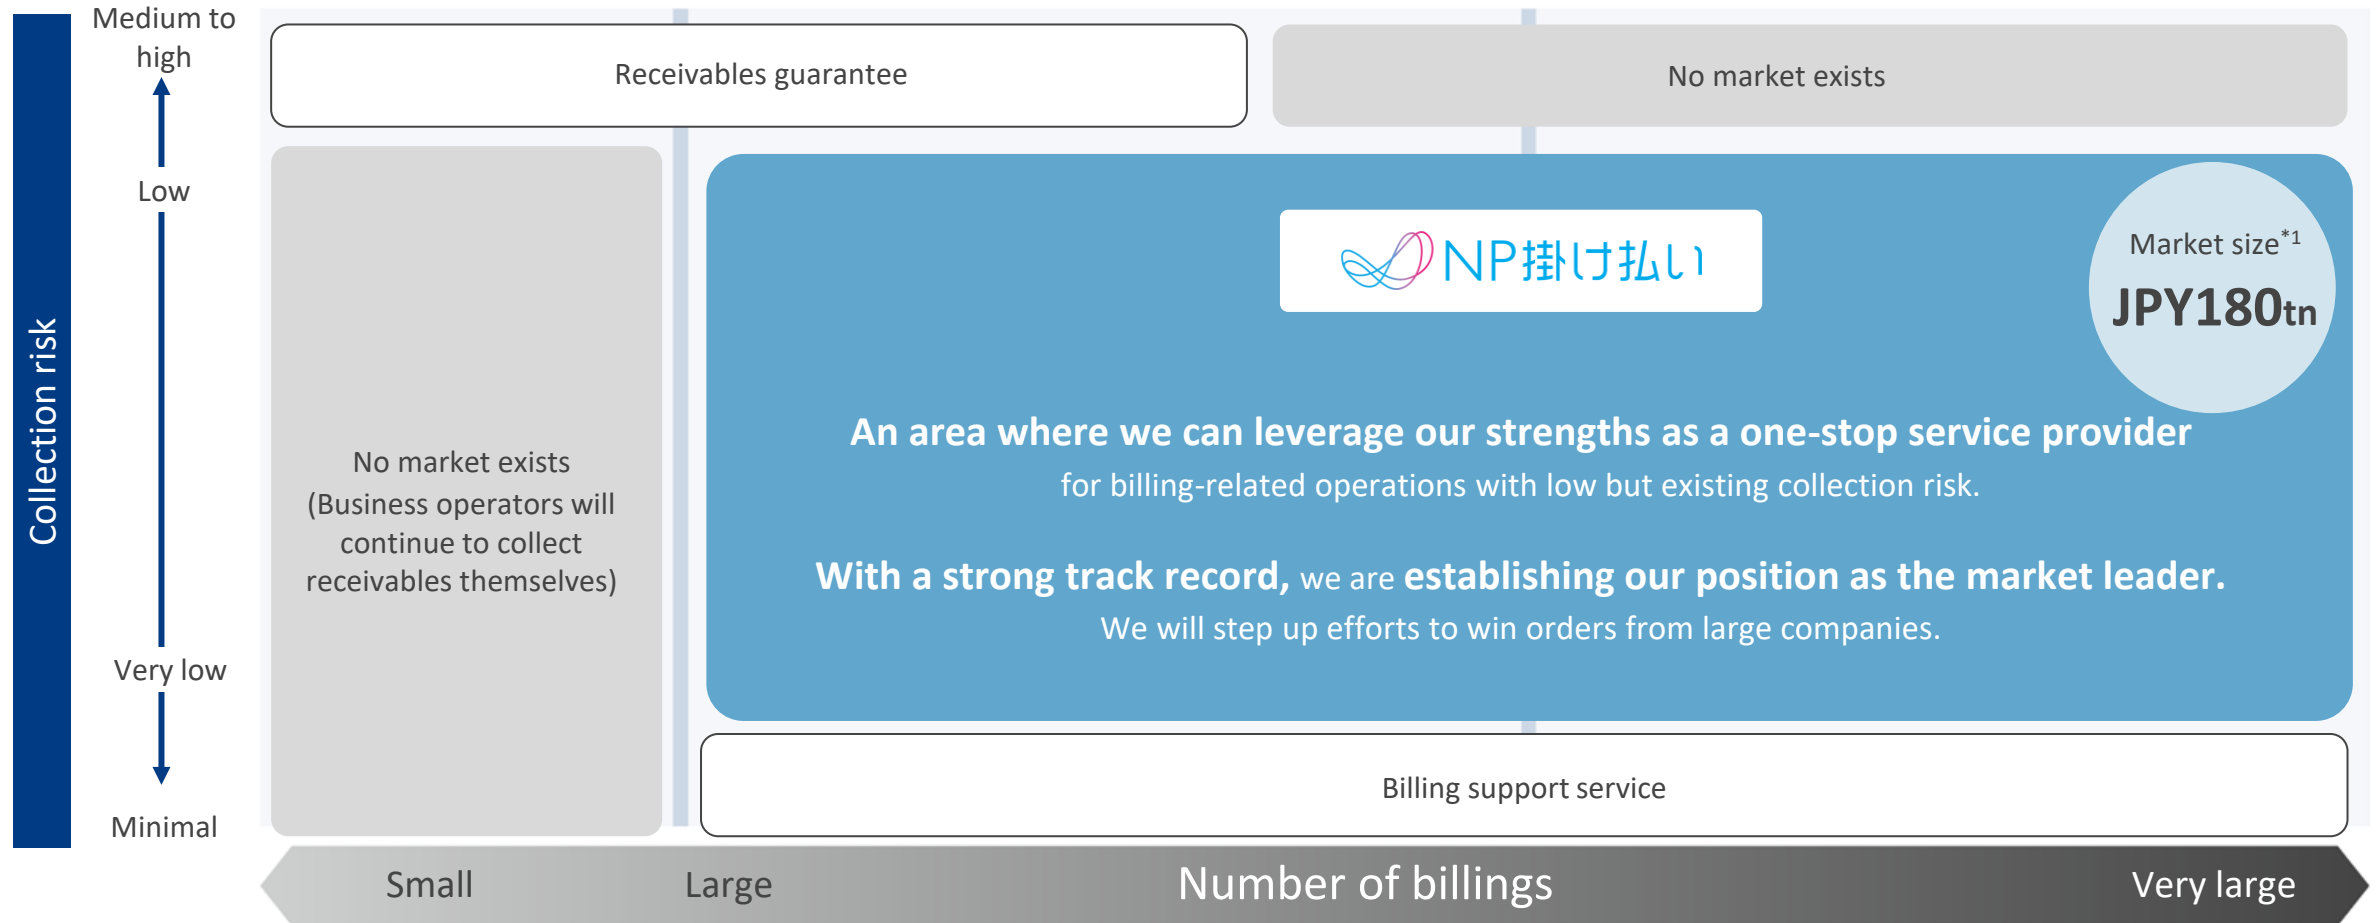 Collection risk
Medium to
high
Low
Very low
Minimal
Receivables guarantee
No market exists
No market exists
(Business operators will
continue to collect
receivables themselves)
NP掛け払い
Market size*1
JPY180tn
An area where we can leverage our strengths as a one-stop service provider
for billing-related operations with low but existing collection risk.
With a strong track record, we are establishing our position as the market leader.
We will step up efforts to win orders from large companies.
Billing support service
Small
Large
Number of billings
Very large